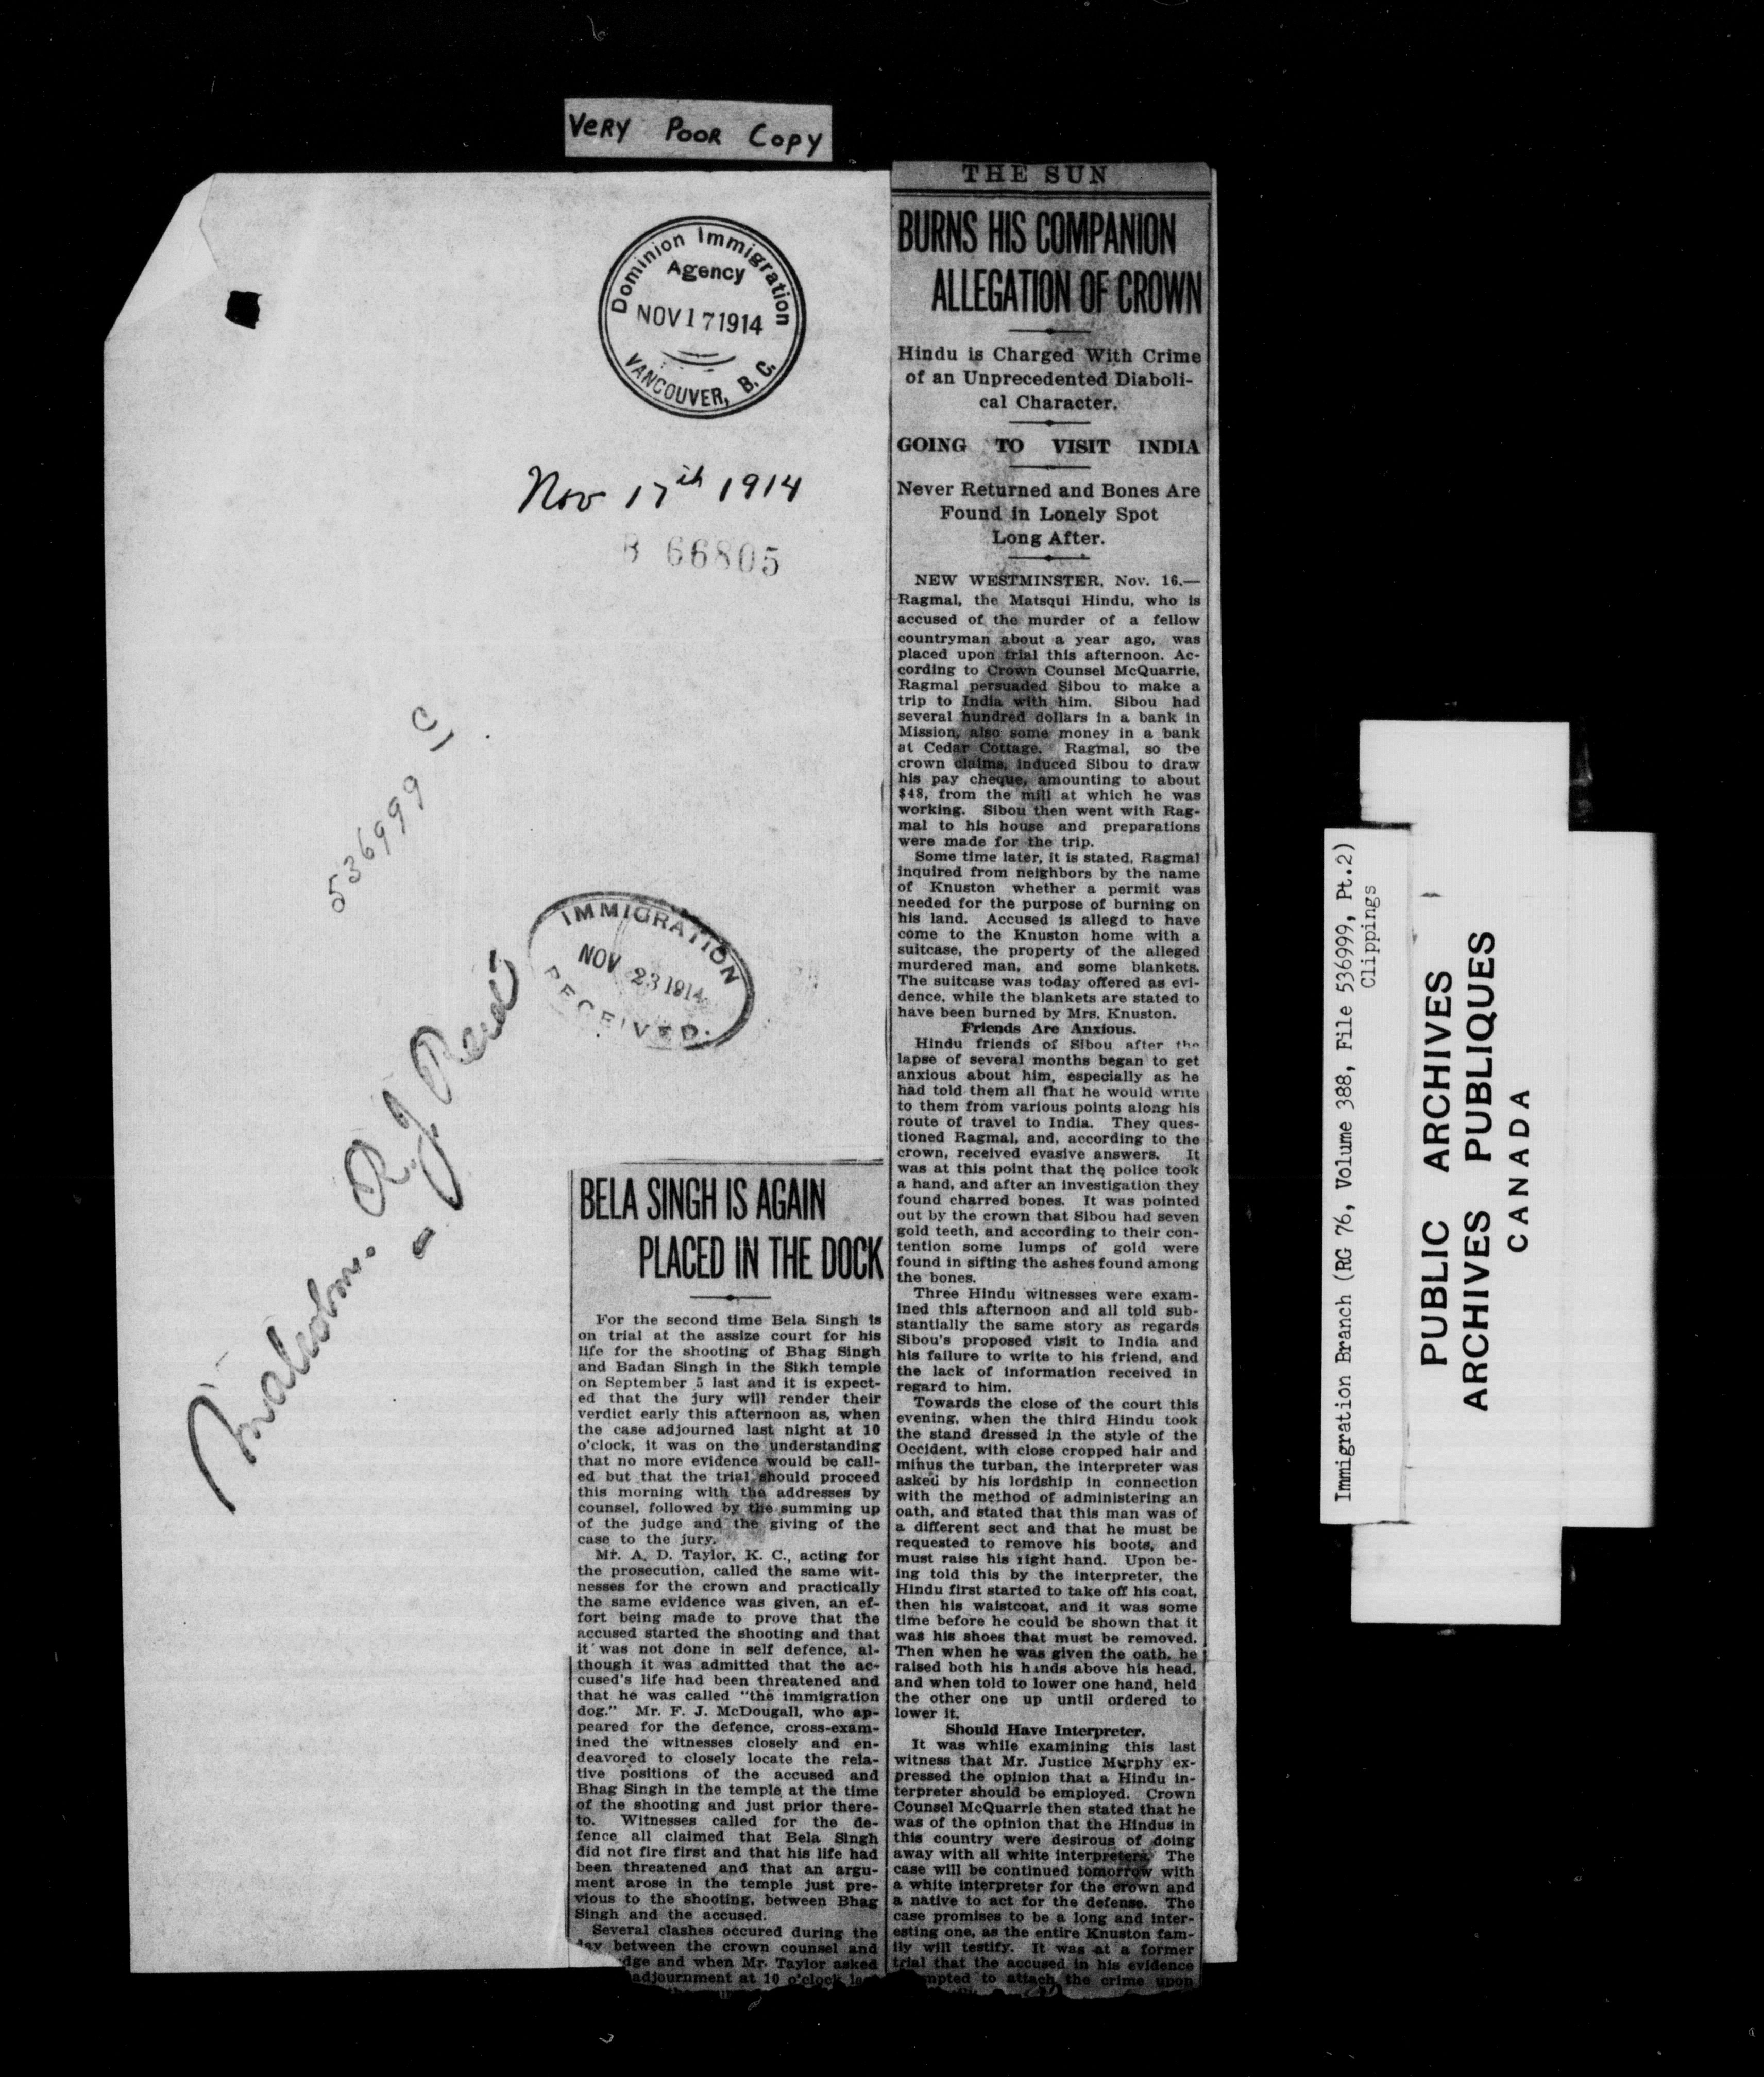 VERY POOR COPY
Dominion Immigration
Agency
NOV 17 1914
VANCOUVER, B. C.
Nov 17th 1914
B 66805
536999 C
IMMIGRATION
NOV 23 1914
RECEIVED.
Malcolm. R. J. Reid
BELA SINGH IS AGAIN
PLACED IN THE DOCK
For the second time Bela Singh is
on trial at the assize court for his
life for the shooting of Bhag Singh
and Badan Singh in the Sikh temple
on September 5 last and it is expect-
ed that the jury will render their
verdict early this afternoon as, when
the case adjourned last night at 10
o'clock, it was on the understanding
that no more evidence would be call-
ed but that the trial should proceed
this morning with the addresses by
counsel, followed by the summing up
of the judge and the giving of the
case to the jury.
Mr. A. D. Taylor, K. C., acting for
the prosecution, called the same wit-
nesses for the crown and practically
the same evidence was given, an ef-
fort being made to prove that the
accused started the shooting and that
it was not done in self defence, al-
though it was admitted that the ac-
cused's life had been threatened and
that he was called "the immigration
dog." Mr. F. J. McDougall, who ap-
peared for the defence, cross-exam-
ined the witnesses closely and en-
deavored to closely locate the rela-
tive positions of the accused and
Bhag Singh in the temple at the time
of the shooting and just prior there-
to. Witnesses called for the de-
fence all claimed that Bela Singh
did not fire first and that his life had
been threatened and that an argu-
ment arose in the temple just pre-
vious to the shooting, between Bhag
Singh and the accused.
Several clashes occured during the
day between the crown counsel and
dge and when Mr. Taylor asked
adjournment at 10 o'clock
THE SUN
BURNS HIS COMPANION
ALLEGATION OF CROWN
Hindu is Charged With Crime
of an Unprecedented Diaboli-
cal Character.
GOING TO VISIT INDIA
Never Returned and Bones Are
Found in Lonely Spot
Long After.
NEW WESTMINSTER, Nov. 16.—
Ragmal, the Matsqui Hindu, who is
accused of the murder of a fellow
countryman about a year ago, was
placed upon trial this afternoon. Ac-
cording to Crown Counsel McQuarrie,
Ragmal persuaded Sibou to make a
trip to India with him. Sibou had
several hundred dollars in a bank in
Mission, also some money in a bank
at Cedar Cottage. Ragmal, so the
crown claims, induced Sibou to draw
his pay cheque, amounting to about
$48, from the mill at which he was
working. Sibou then went with Rag-
mal to his house and preparations
were made for the trip.
Some time later, it is stated, Ragmal
inquired from neighbors by the name
of Knuston whether a permit was
needed for the purpose of burning on
his land. Accused is allegd to have
come to the Knuston home with a
suitcase, the property of the alleged
murdered man, and some blankets.
The suitcase was today offered as evi-
dence, while the blankets are stated to
have been burned by Mrs. Knuston.
Friends Are Anxious.
Hindu friends of Sibou after the
lapse of several months began to get
anxious about him, especially as he
had told them all that he would write
to them from various points along his
route of travel to India. They ques-
tioned Ragmal, and, according to the
crown, received evasive answers. It
was at this point that the police took
a hand, and after an investigation they
found charred bones. It was pointed
out by the crown that Sibou had seven
gold teeth, and according to their con-
tention some lumps of gold were
found in sifting the ashes found among
the bones.
Three Hindu witnesses were exam-
ined this afternoon and all told sub-
stantially the same story as regards
Sibou's proposed visit to India and
his failure to write to his friend, and
the lack of information received in
regard to him.
Towards the close of the court this
evening, when the third Hindu took
the stand dressed in the style of the
Occident, with close cropped hair and
minus the turban, the interpreter was
asked by his lordship in connection
with the method of administering an
oath, and stated that this man was of
a different sect and that he must be
requested to remove his boots, and
must raise his right hand. Upon be-
ing told this by the interpreter, the
Hindu first started to take off his coat,
then his waistcoat, and it was some
time before he could be shown that it
was his shoes that must be removed.
Then when he was given the oath, he
raised both his hands above his head,
and when told to lower one hand, held
the other one up until ordered to
lower it.
Should Have Interpreter.
It was while examining this last
witness that Mr. Justice Murphy ex-
pressed the opinion that a Hindu in-
terpreter should be employed. Crown
Counsel McQuarrie then stated that he
was of the opinion that the Hindus in
this country were desirous of doing
away with all white interpreters. The
case will be continued tomorrow with
a white interpreter for the crown and
a native to act for the defense. The
case promises to be a long and inter-
esting one, as the entire Knuston fam-
ily will testify. It was at a former
trial that the accused in his evidence
mpted to attach the crime upon
Immigration Branch (RG 76, Volume 388, File 536999, Pt.2)
Clippings
PUBLIC ARCHIVES
ARCHIVES PUBLIQUES
CANADA